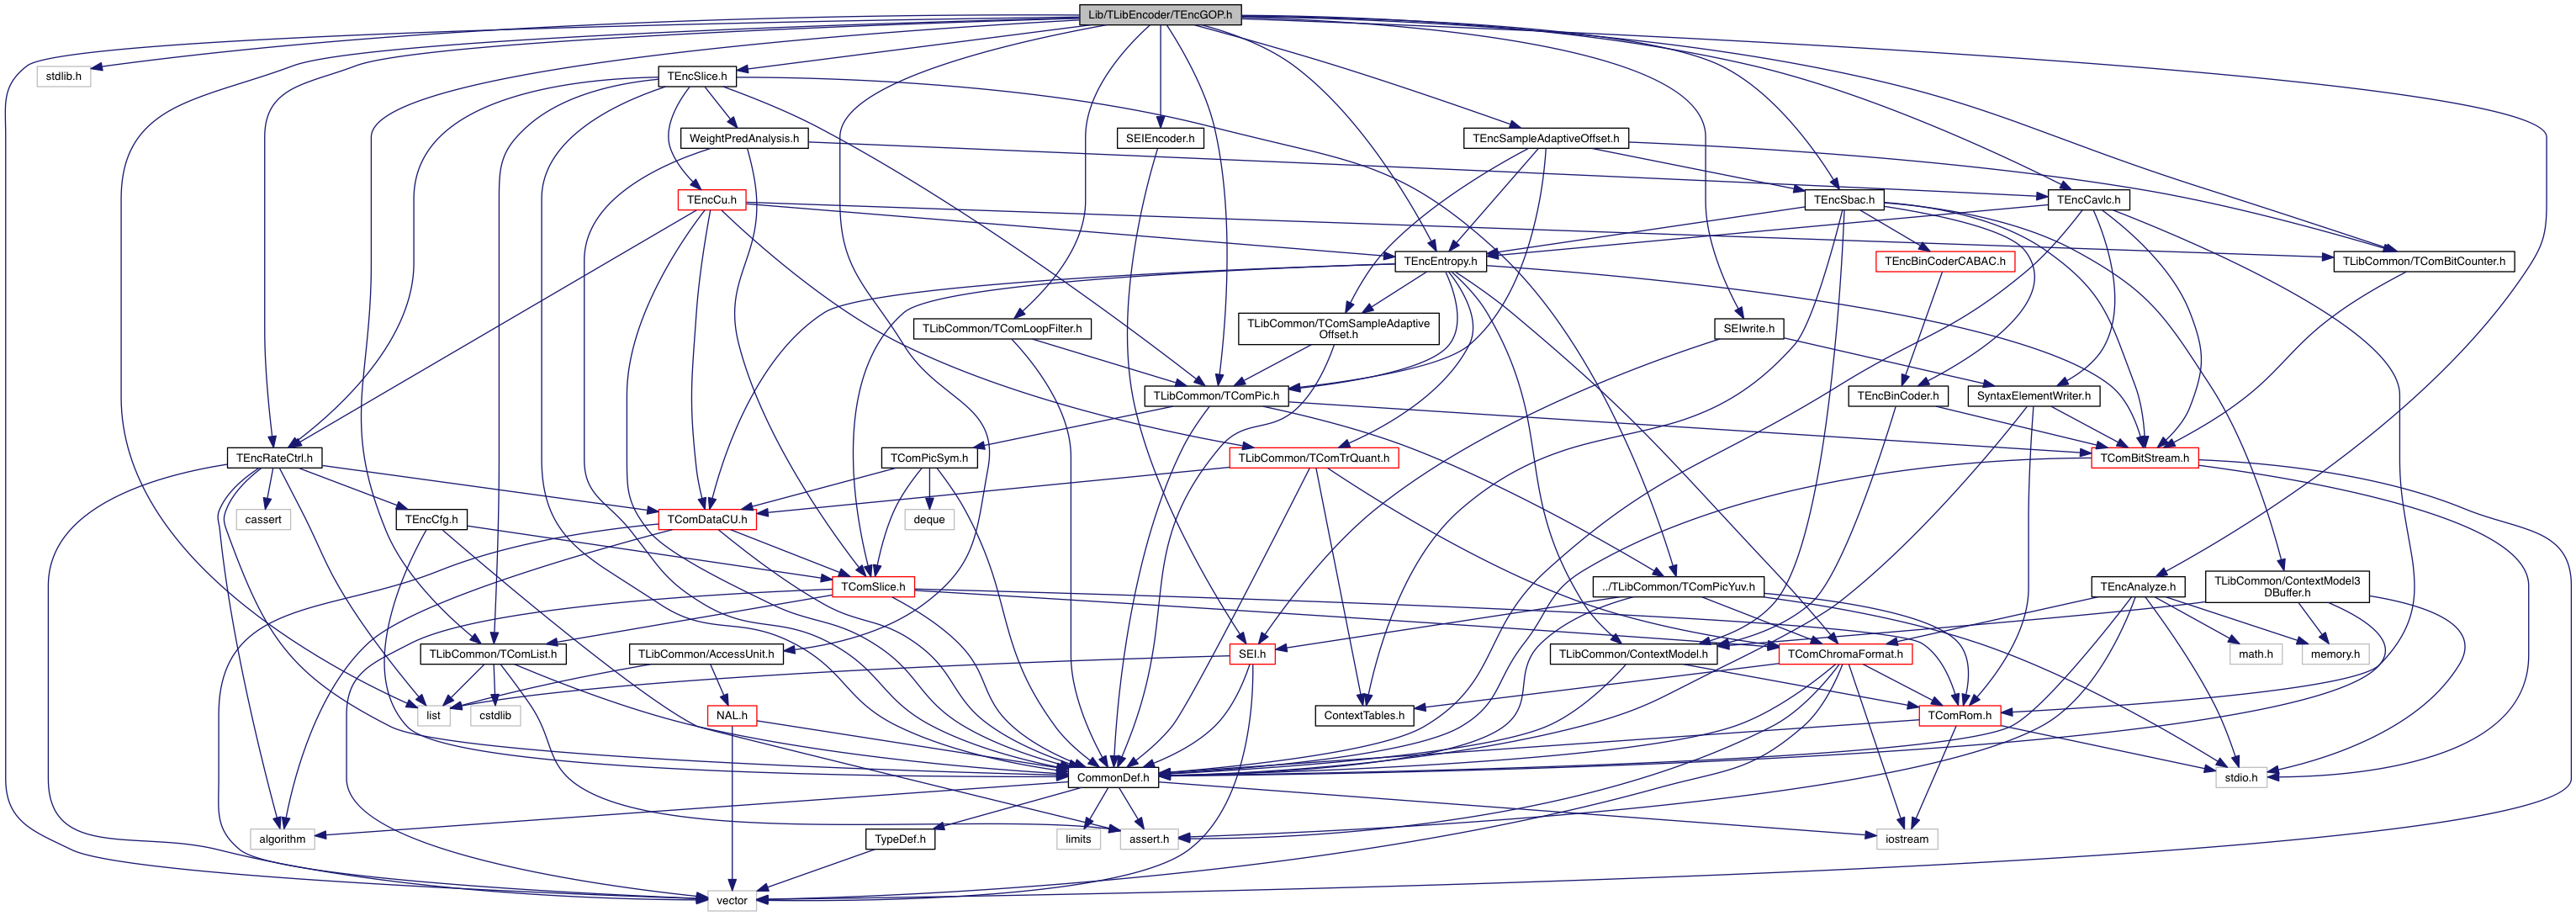 Lib/TLibEncoder/TEncGOP.h
stdlib.h
TEncSlice.h
WeightPredAnalysis.h
SEIEncoder.h
TEncSampleAdaptiveOffset.h
TEncCu.h
TEncSbac.h
TEncCavlc.h
TEncEntropy.h
TEncBinCoderCABAC.h
TLibCommon/TComBitCounter.h
TLibCommon/TComLoopFilter.h
TLibCommon/TComSampleAdaptive
Offset.h
SEIwrite.h
TLibCommon/TComPic.h
TEncBinCoder.h
SyntaxElementWriter.h
TEncRateCtrl.h
TComPicSym.h
TLibCommon/TComTrQuant.h
TComBitStream.h
cassert
TEncCfg.h
TComDataCU.h
deque
TComSlice.h
../TLibCommon/TComPicYuv.h
TEncAnalyze.h
TLibCommon/ContextModel3
DBuffer.h
TLibCommon/TComList.h
TLibCommon/AccessUnit.h
SEI.h
TLibCommon/ContextModel.h
TComChromaFormat.h
math.h
memory.h
list
cstdlib
NAL.h
ContextTables.h
TComRom.h
CommonDef.h
stdio.h
algorithm
TypeDef.h
limits
assert.h
iostream
vector